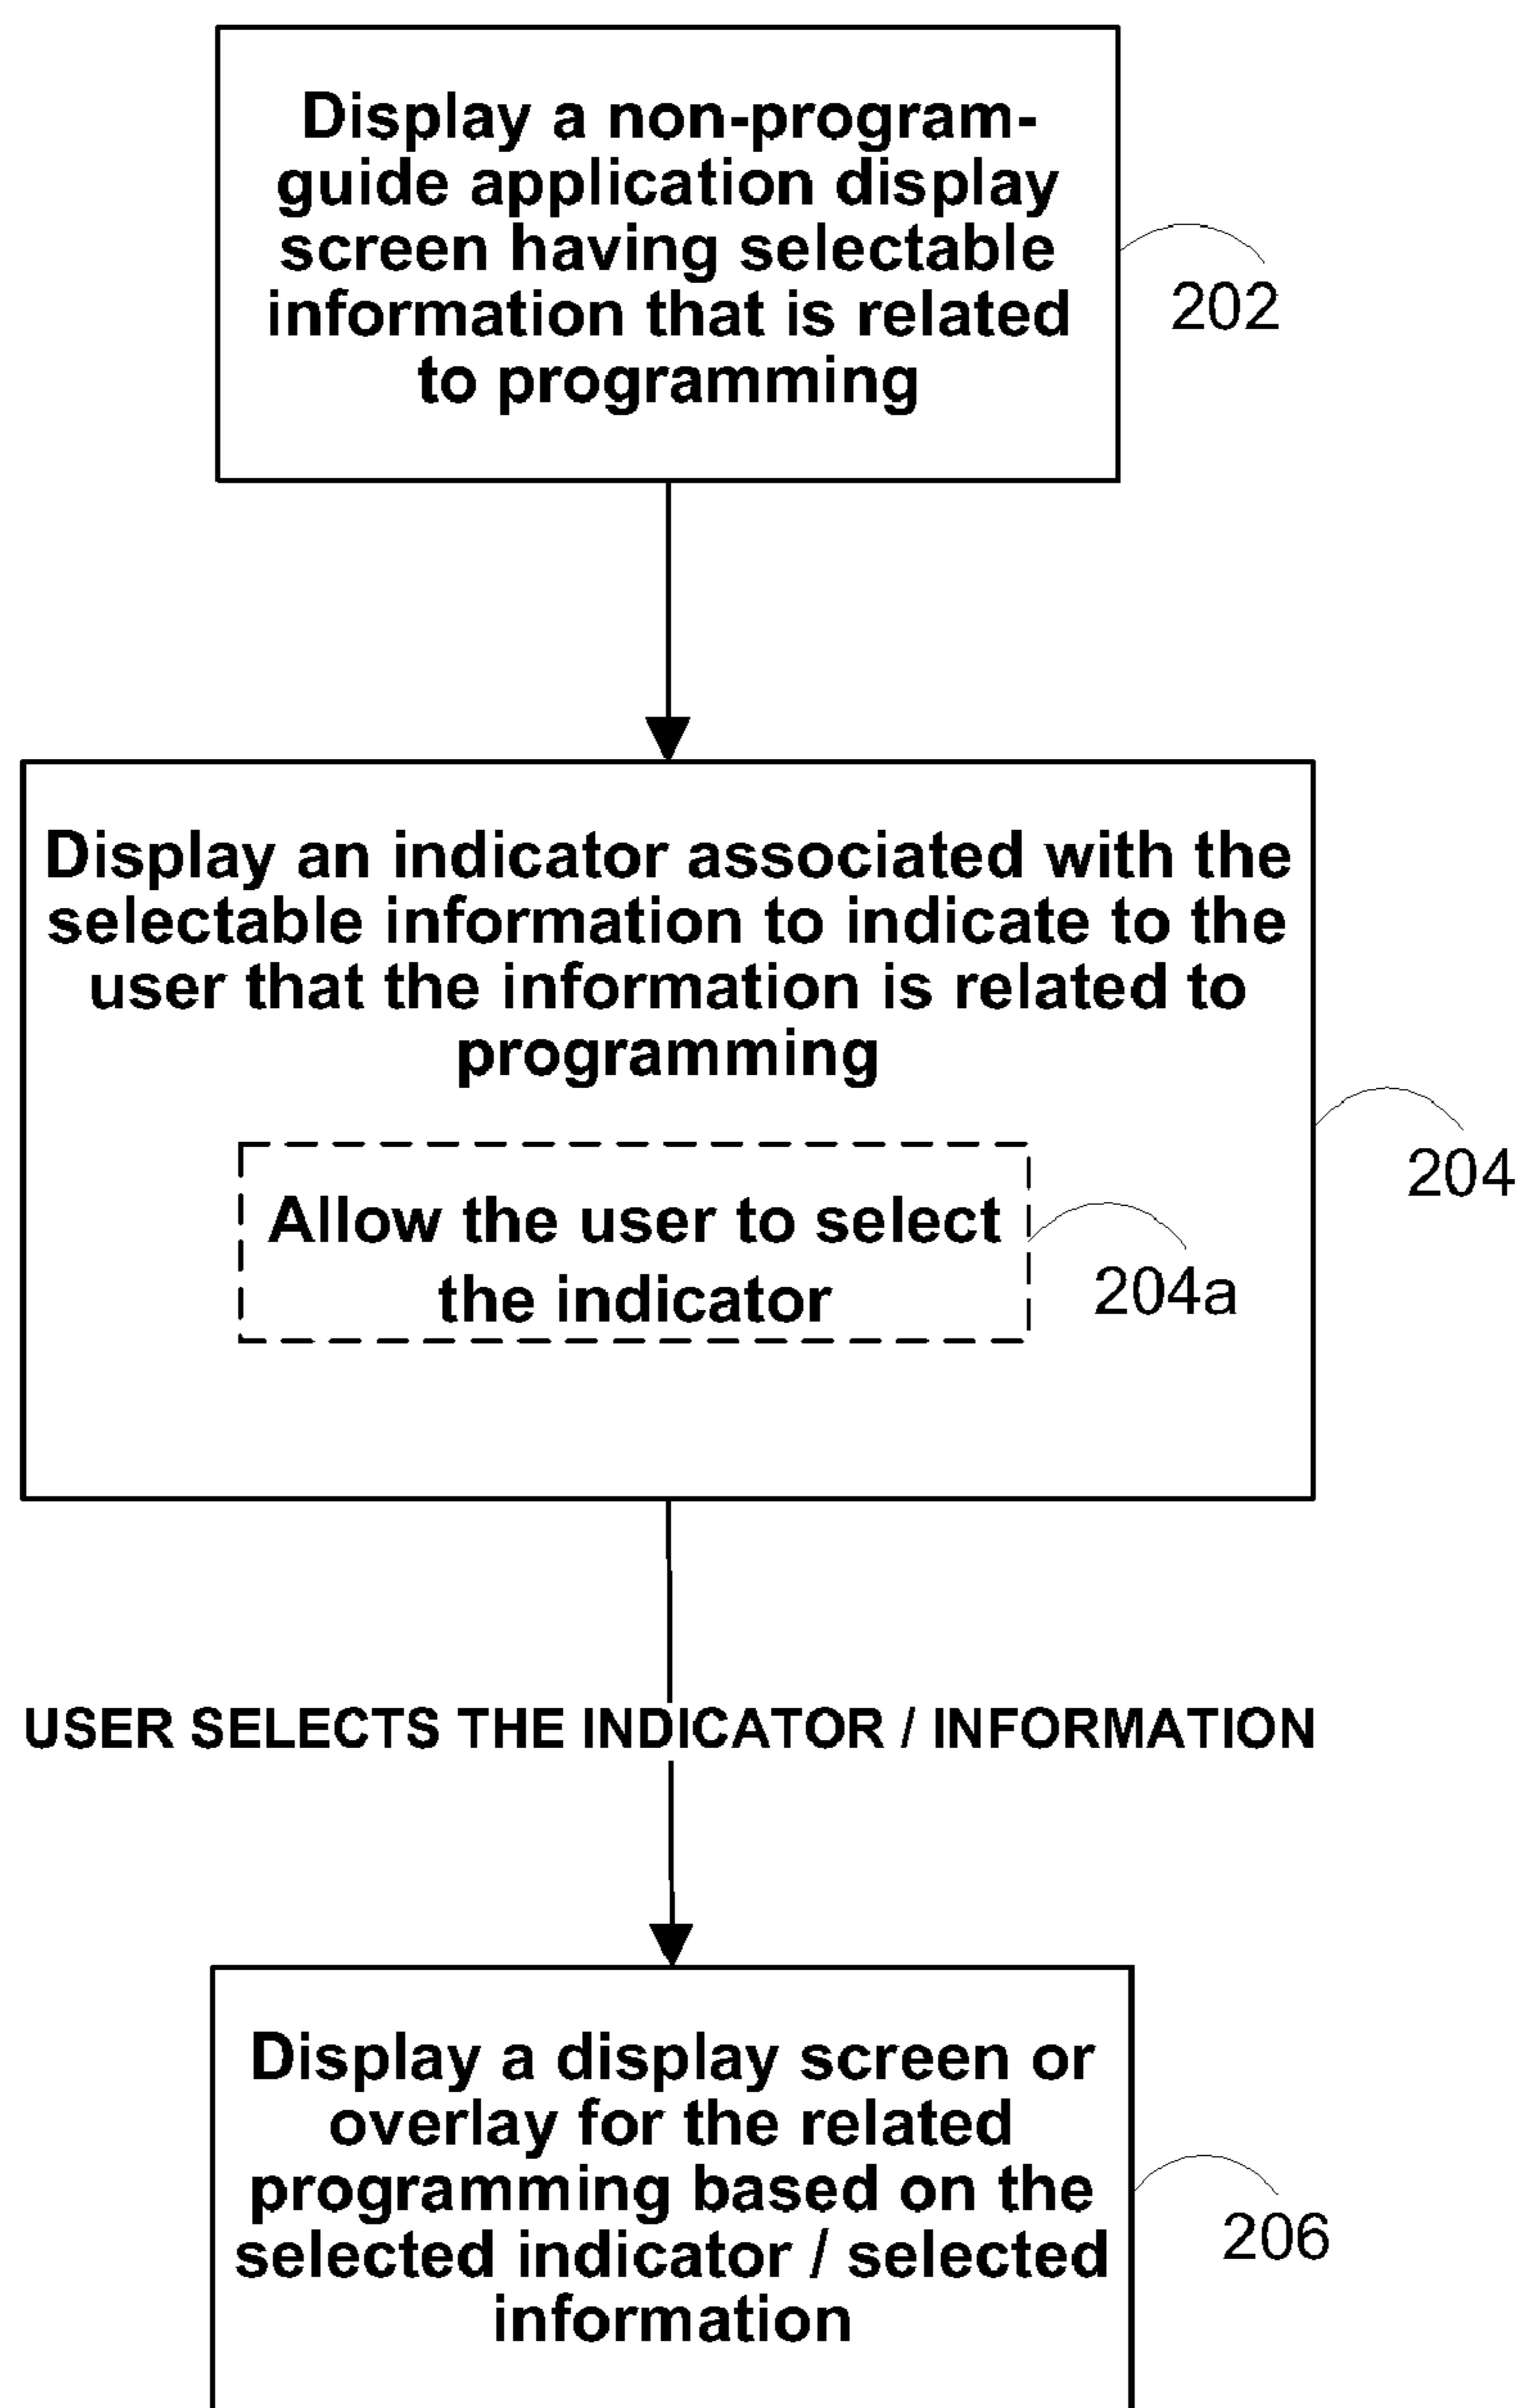 Display a non-program-
guide application display
screen having selectable
information that is related
to programming
202
Display an indicator associated with the
selectable information to indicate to the
user that the information is related to
programming
204
Allow the user to select
the indicator
204a
USER SELECTS THE INDICATOR / INFORMATION
Display a display screen or
overlay for the related
programming based on the
selected indicator / selected
information
206